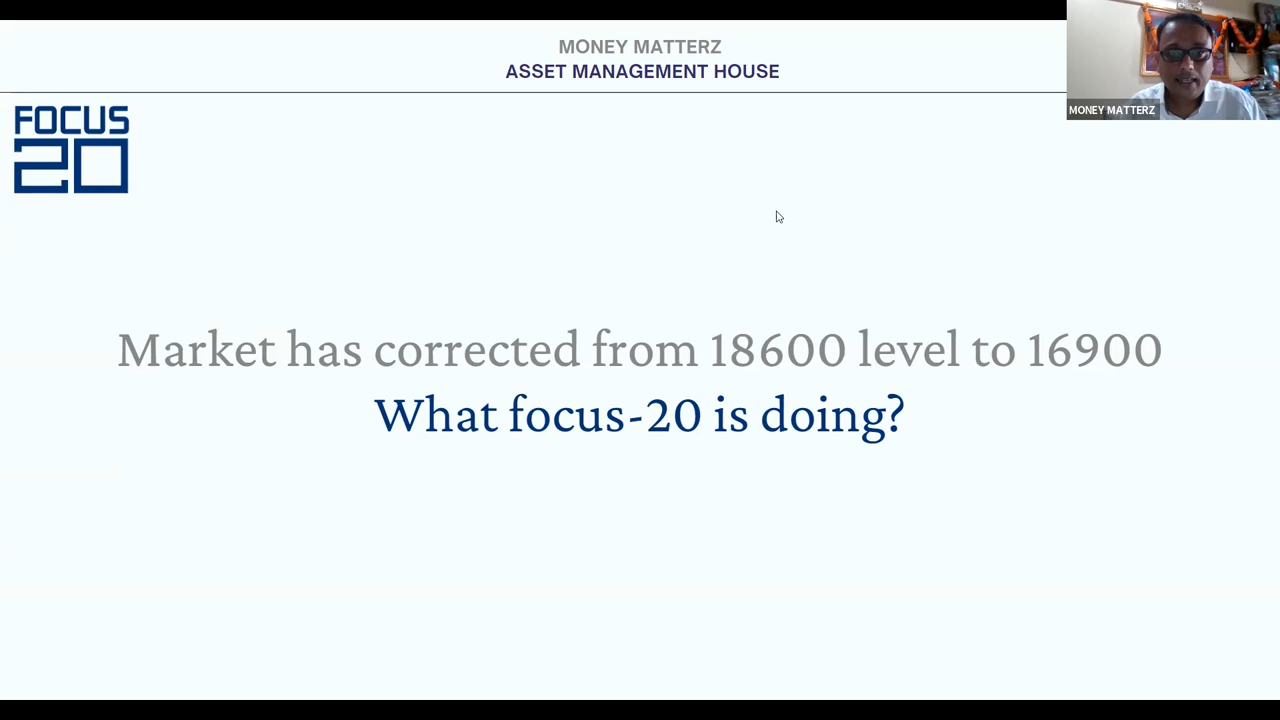 MONEY MATTERZ
ASSET MANAGEMENT HOUSE
MONEY MATTERZ
FOCUS
20
Market has corrected from 18600 level to 16900
What focus-20 is doing?